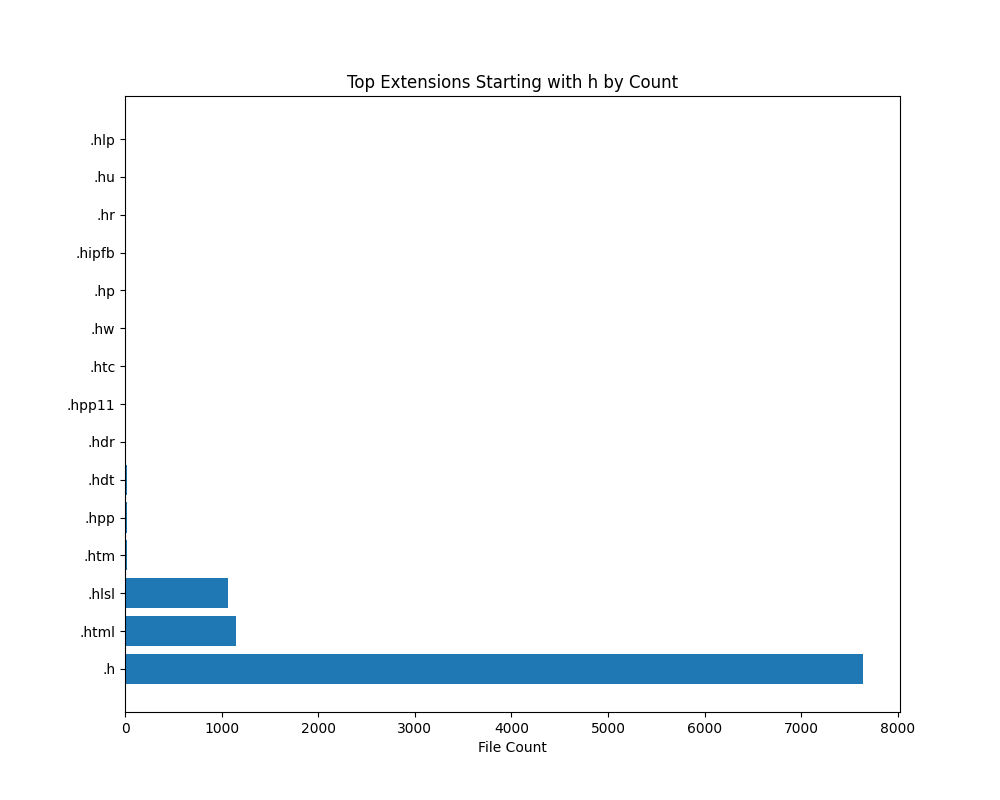 Top Extensions Starting with h by Count
.hlp
.hu
.hr
.hipfb
.hp
.hw
.htc
.hpp11
.hdr
.hdt
.hpp
.htm
.hlsl
.html
.h
0 1000 2000 3000 4000 5000 6000 7000 8000
File Count